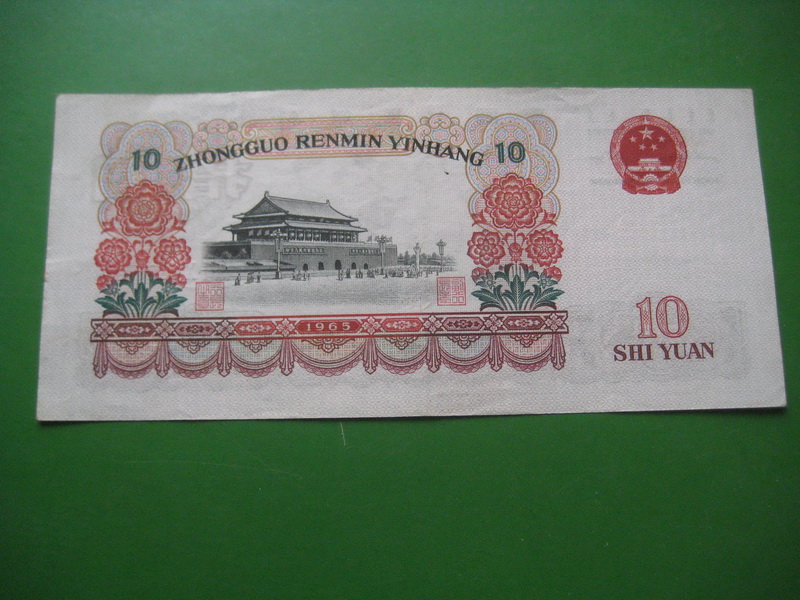 10 ZHONGGUO RENMIN YINHANG 10
1965
10
SHI YUAN